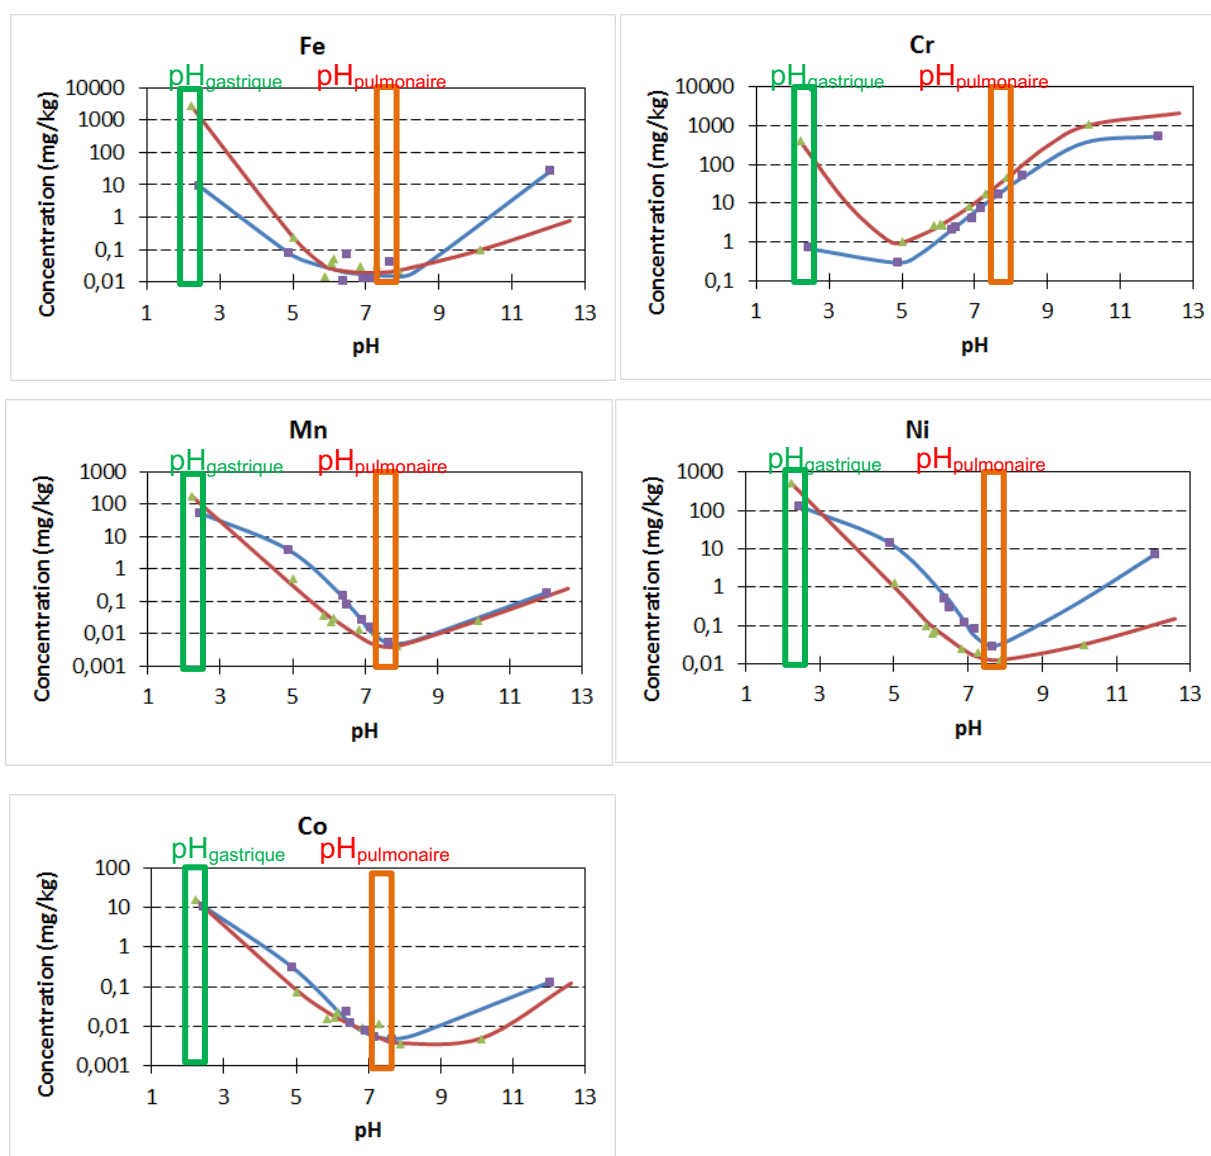 Fe
pHgastrique
pHpulmonaire
Concentration (mg/kg)
10000
1000
100
10
1
0,1
0,01
1 3 5 7 9 11 13
pH
Cr
pHgastrique
pHpulmonaire
Concentration (mg/kg)
10000
1000
100
10
1
0,1
1 3 5 7 9 11 13
pH
Mn
pHgastrique
pHpulmonaire
Concentration (mg/kg)
1000
100
10
1
0,1
0,01
0,001
1 3 5 7 9 11 13
pH
Ni
pHgastrique
pHpulmonaire
Concentration (mg/kg)
1000
100
10
1
0,1
0,01
1 3 5 7 9 11 13
pH
Co
pHgastrique
pHpulmonaire
Concentration (mg/kg)
100
10
1
0,1
0,01
0,001
1 3 5 7 9 11 13
pH